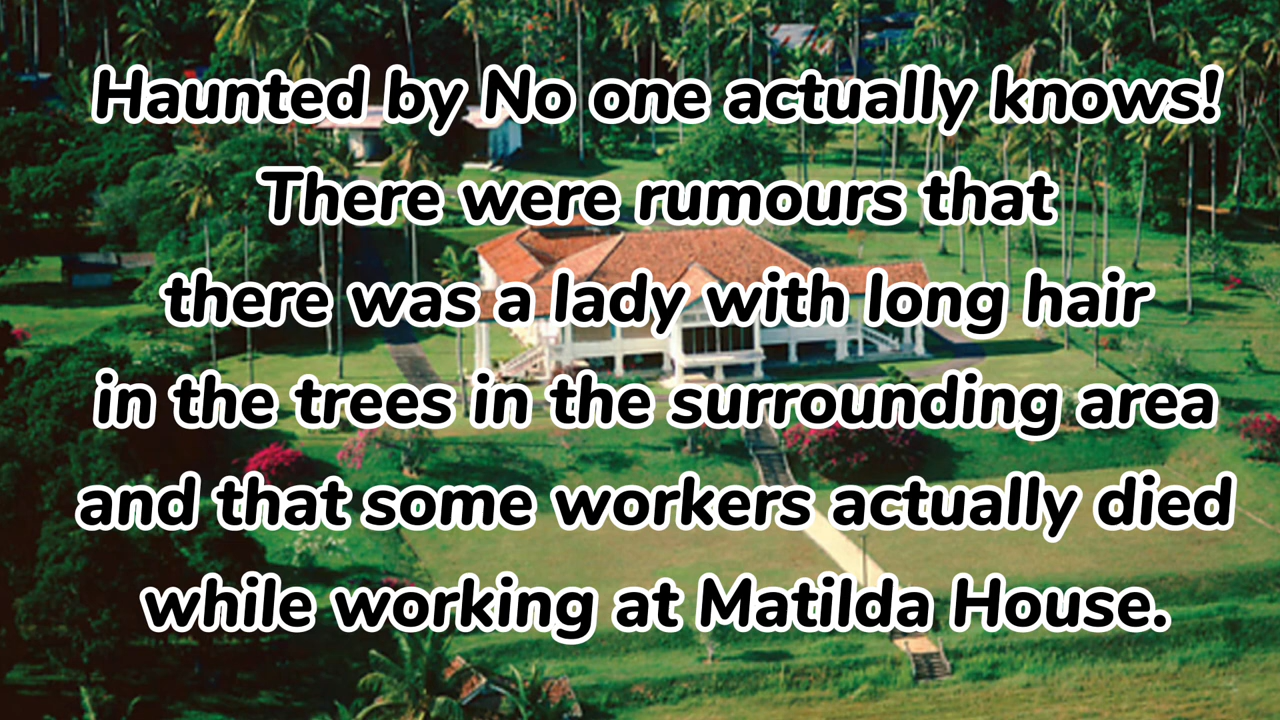 Haunted by No one actually knows!
There were rumours that
there was a lady with long hair
in the trees in the surrounding area
and that some workers actually died
while working at Matilda House.